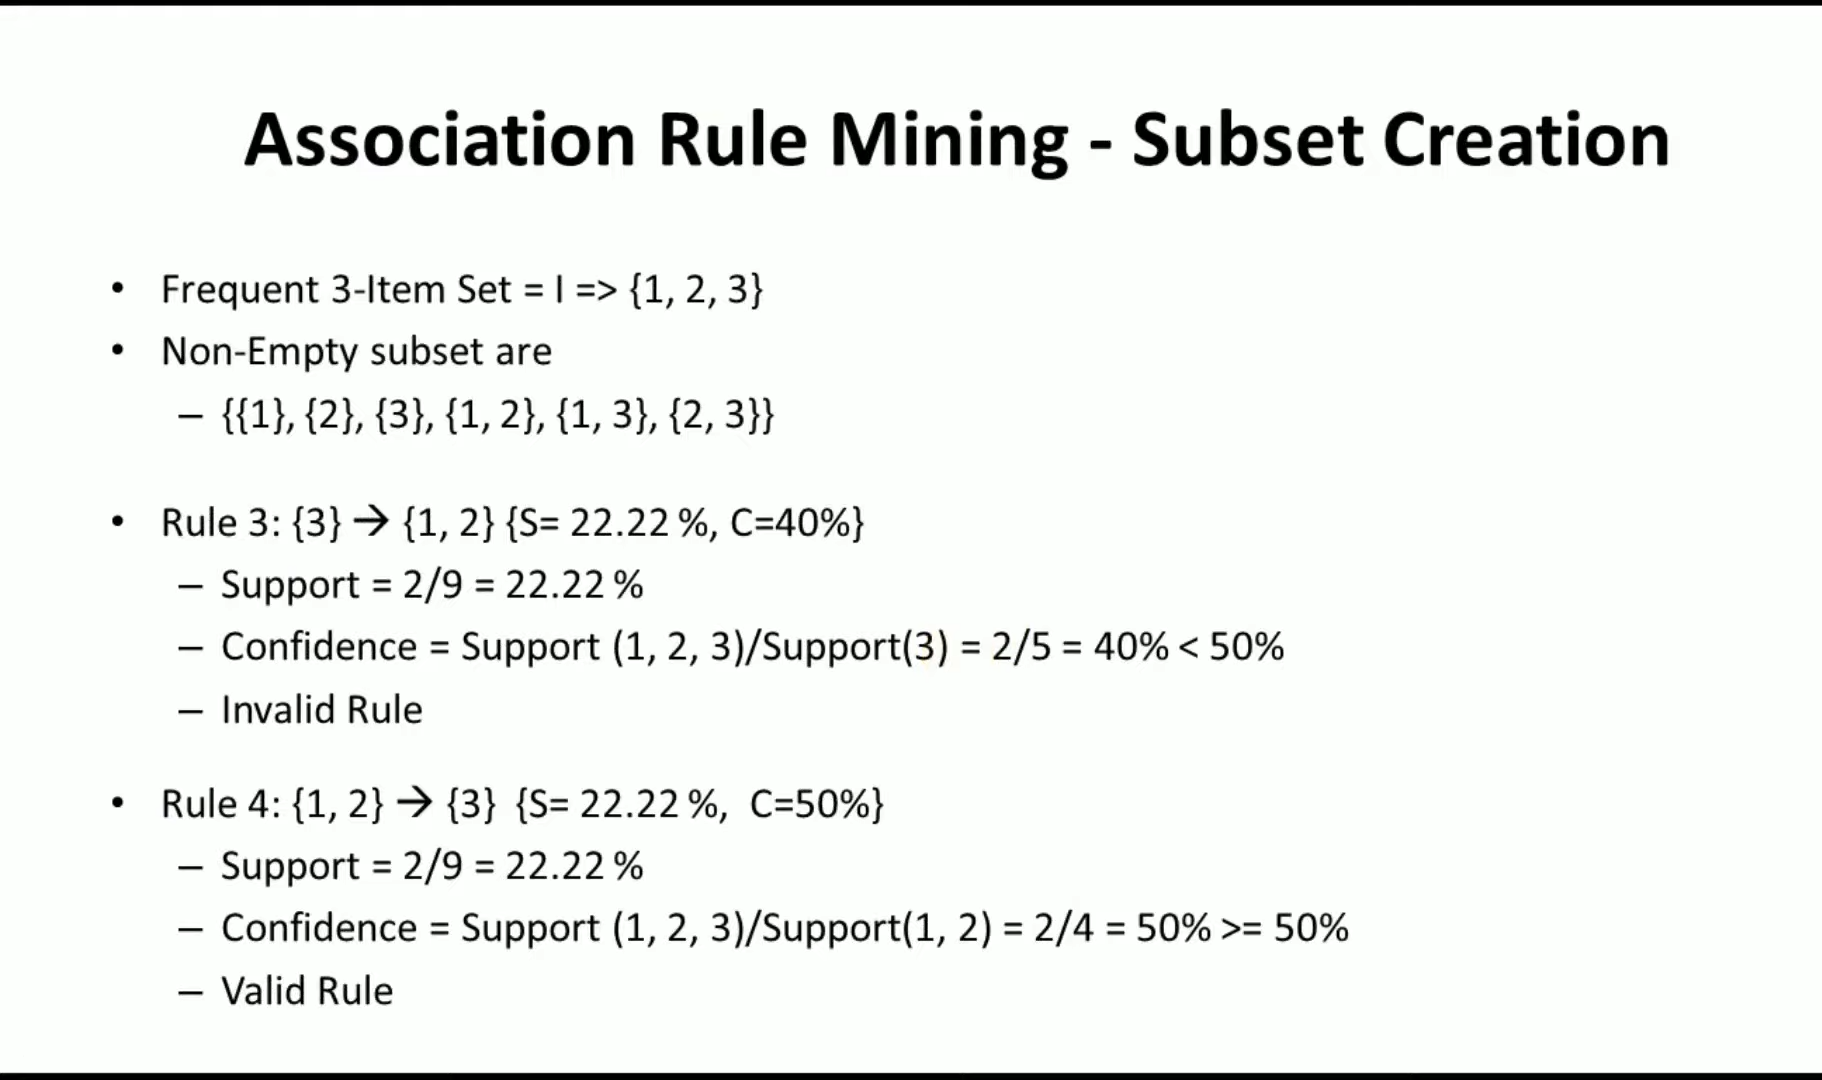 Association Rule Mining - Subset Creation
• Frequent 3-Item Set = I => {1, 2, 3}
• Non-Empty subset are
– {{1}, {2}, {3}, {1, 2}, {1, 3}, {2, 3}}
• Rule 3: {3} → {1, 2} {S= 22.22 %, C=40%}
– Support = 2/9 = 22.22 %
– Confidence = Support (1, 2, 3)/Support(3) = 2/5 = 40% < 50%
– Invalid Rule
• Rule 4: {1, 2} → {3} {S= 22.22 %, C=50%}
– Support = 2/9 = 22.22 %
– Confidence = Support (1, 2, 3)/Support(1, 2) = 2/4 = 50% >= 50%
– Valid Rule